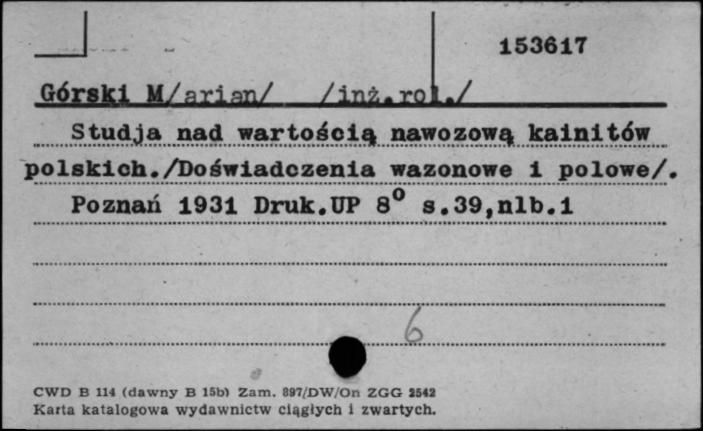 153617
Górski M/arian/ /inż.rol./
Studja nad wartością nawozową kainitów
polskich./Doświadczenia wazonowe i polowe/.
Poznań 1931 Druk.UP 8° s.39,nlb.1
6
CWD B 114 (dawny B 15b) Zam. 897/DW/On ZGG 2542
Karta katalogowa wydawnictw ciągłych i zwartych.